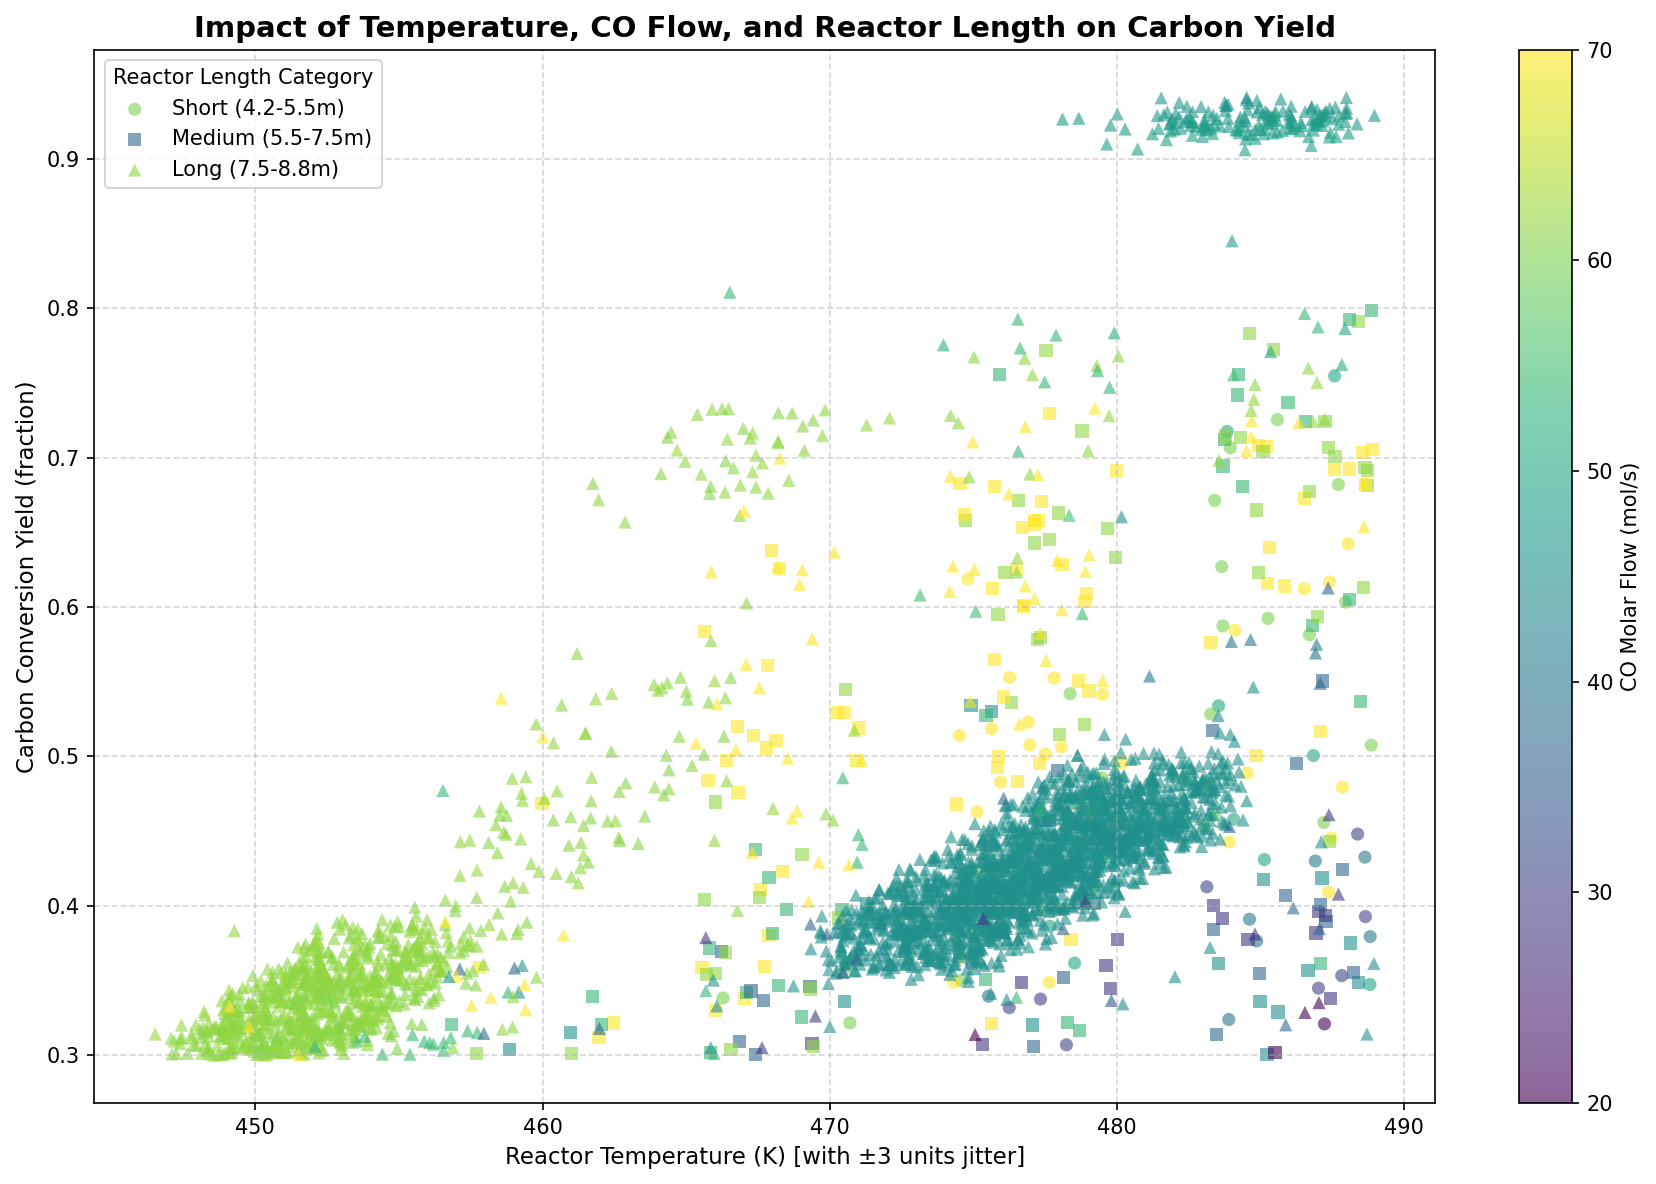 Impact of Temperature, CO Flow, and Reactor Length on Carbon Yield
Reactor Length Category
Short (4.2-5.5m)
Medium (5.5-7.5m)
Long (7.5-8.8m)
Carbon Conversion Yield (fraction)
0.9
0.8
0.7
0.6
0.5
0.4
0.3
450
460
470
480
490
Reactor Temperature (K) [with ±3 units jitter]
70
60
50
40
30
20
CO Molar Flow (mol/s)